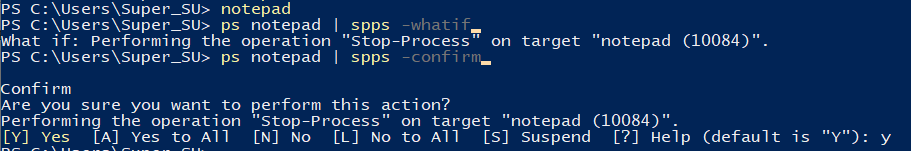 PS C:\Users\Super_SU> notepad
PS C:\Users\Super_SU> ps notepad | spps -whatif
What if: Performing the operation "Stop-Process" on target "notepad (10084)".
PS C:\Users\Super_SU> ps notepad | spps -confirm
Confirm
Are you sure you want to perform this action?
Performing the operation "Stop-Process" on target "notepad (10084)".
[Y] Yes  [A] Yes to All  [N] No  [L] No to All  [S] Suspend  [?] Help (default is "Y"): y
PS C:\Users\Super_SU>